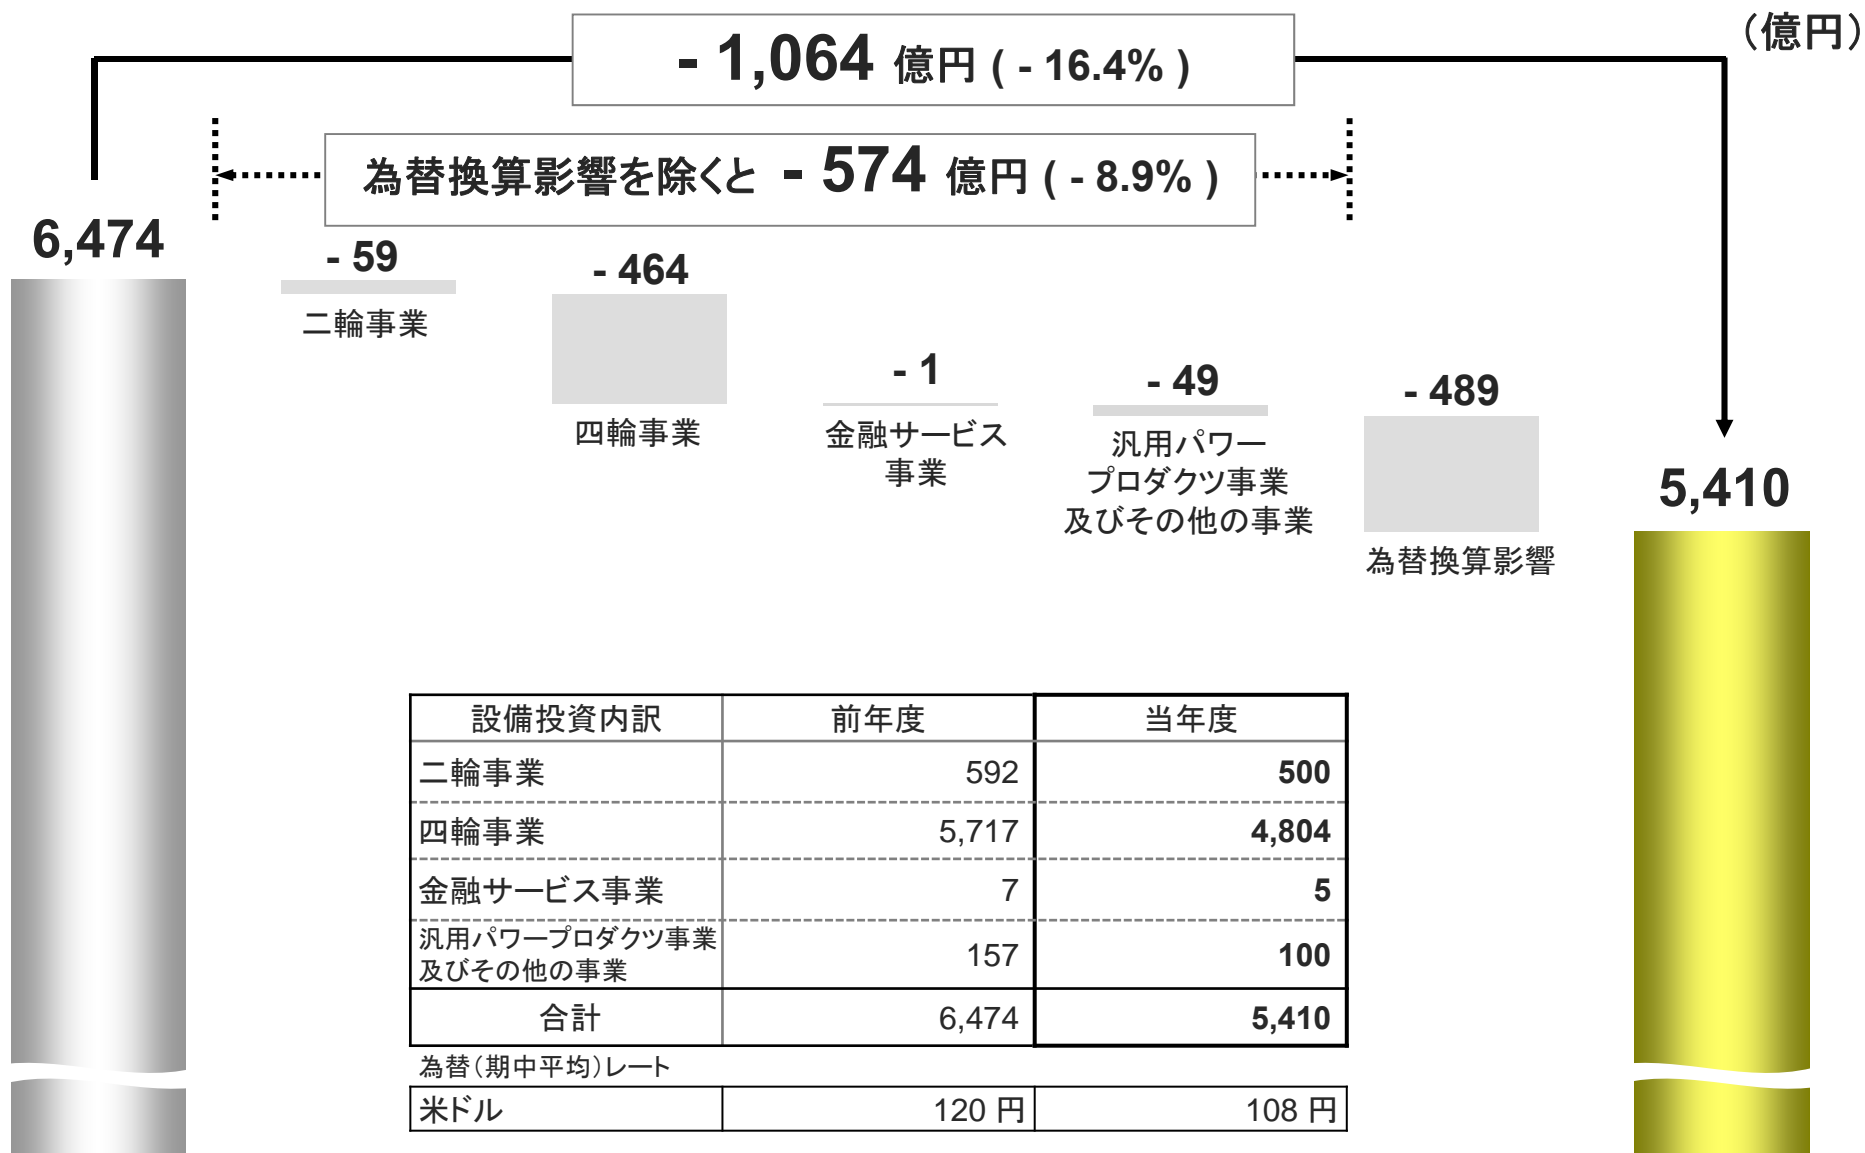 （億円）
- 1,064 億円 ( - 16.4% )
為替換算影響を除くと - 574 億円 ( - 8.9% )
6,474
- 59
二輪事業
- 464
四輪事業
- 1
金融サービス
事業
- 49
汎用パワー
プロダクツ事業
及びその他の事業
- 489
為替換算影響
5,410
設備投資内訳 前年度 当年度
二輪事業 592 500
四輪事業 5,717 4,804
金融サービス事業 7 5
汎用パワープロダクツ事業
及びその他の事業 157 100
合計 6,474 5,410
為替（期中平均）レート
米ドル 120 円 108 円